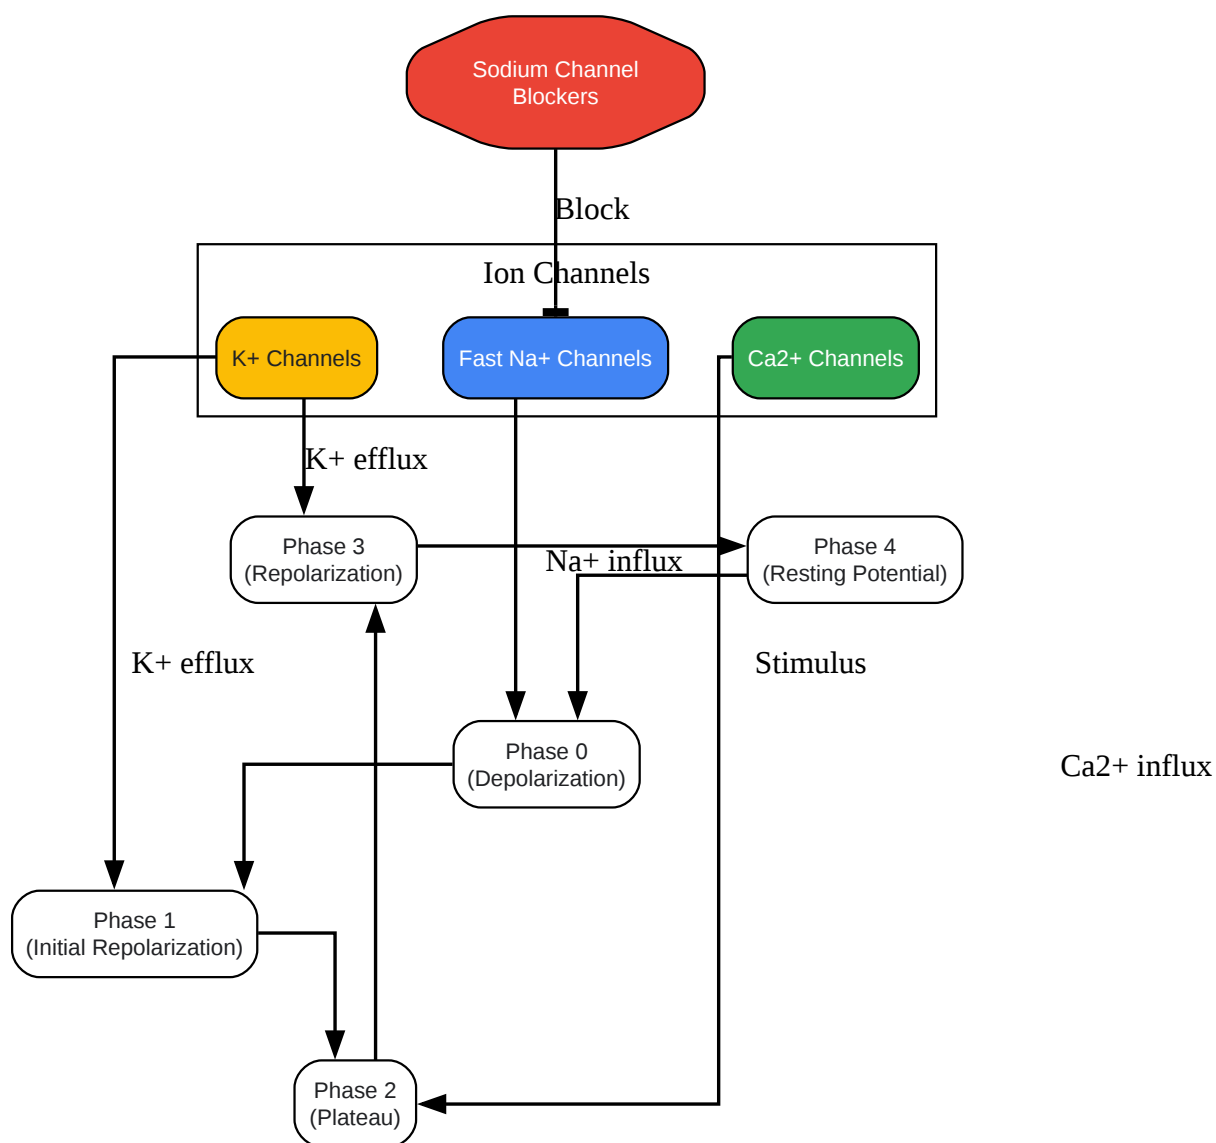 Sodium Channel
Blockers
Block
Ion Channels
K+ Channels
Fast Na+ Channels
Ca2+ Channels
K+ efflux
Phase 3
(Repolarization)
Na+ influx
Phase 4
(Resting Potential)
K+ efflux
Stimulus
Phase 0
(Depolarization)
Ca2+ influx
Phase 1
(Initial Repolarization)
Phase 2
(Plateau)